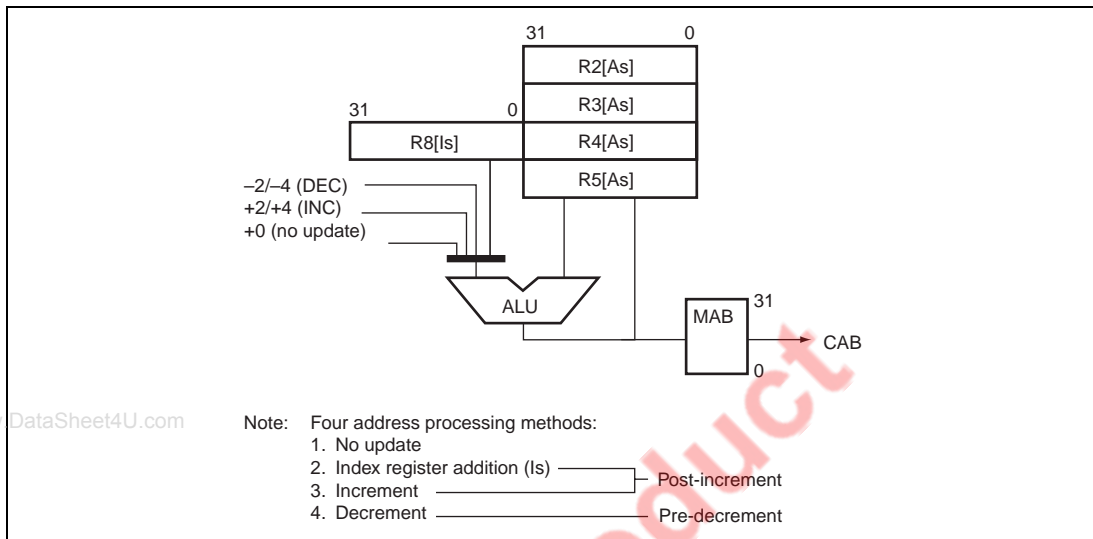 31 0
R2[As]
R3[As]
31 0
R8[Is] R4[As]
R5[As]
–2/–4 (DEC)
+2/+4 (INC)
+0 (no update)
ALU
MAB
31
CAB
0
.DataSheet4U.com
Note: Four address processing methods:
1. No update
2. Index register addition (Is)
Post-increment
3. Increment
4. Decrement Pre-decrement
duct